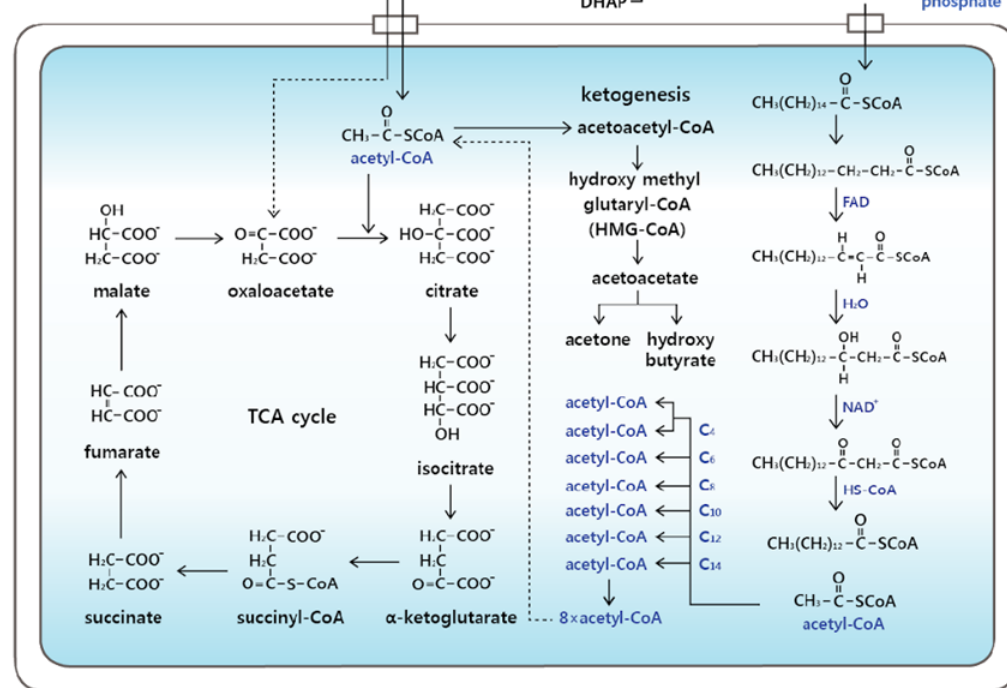 DHAP
phosphate
O
CH₃-C-SCoA
acetyl-CoA
ketogenesis
acetoacetyl-CoA
hydroxy methyl
glutaryl-CoA
(HMG-CoA)
acetoacetate
acetone
hydroxy
butyrate
OH
HC-COO⁻
H₂C-COO⁻
malate
O=C-COO⁻
H₂C-COO⁻
oxaloacetate
H₂C-COO⁻
HO-C-COO⁻
H₂C-COO⁻
citrate
H₂C-COO⁻
HC-COO⁻
HC-COO⁻
OH
isocitrate
HC-COO⁻
HC-COO⁻
fumarate
TCA cycle
H₂C-COO⁻
H₂C-COO⁻
succinate
H₂C-COO⁻
H₂C
O=C-S-CoA
succinyl-CoA
H₂C-COO⁻
H₂C
O=C-COO⁻
α-ketoglutarate
acetyl-CoA
acetyl-CoA C₄
acetyl-CoA C₆
acetyl-CoA C₈
acetyl-CoA C₁₀
acetyl-CoA C₁₂
acetyl-CoA C₁₄
8×acetyl-CoA
O
CH₃(CH₂)₁₄-C-SCoA
O
CH₃(CH₂)₁₂-CH₂-CH₂-C-SCoA
FAD
H O
CH₃(CH₂)₁₂-C=C-C-SCoA
H
H₂O
OH O
CH₃(CH₂)₁₂-C-CH₂-C-SCoA
H
NAD⁺
O O
CH₃(CH₂)₁₂-C-CH₂-C-SCoA
HS-CoA
O
CH₃(CH₂)₁₂-C-SCoA
O
CH₃-C-SCoA
acetyl-CoA